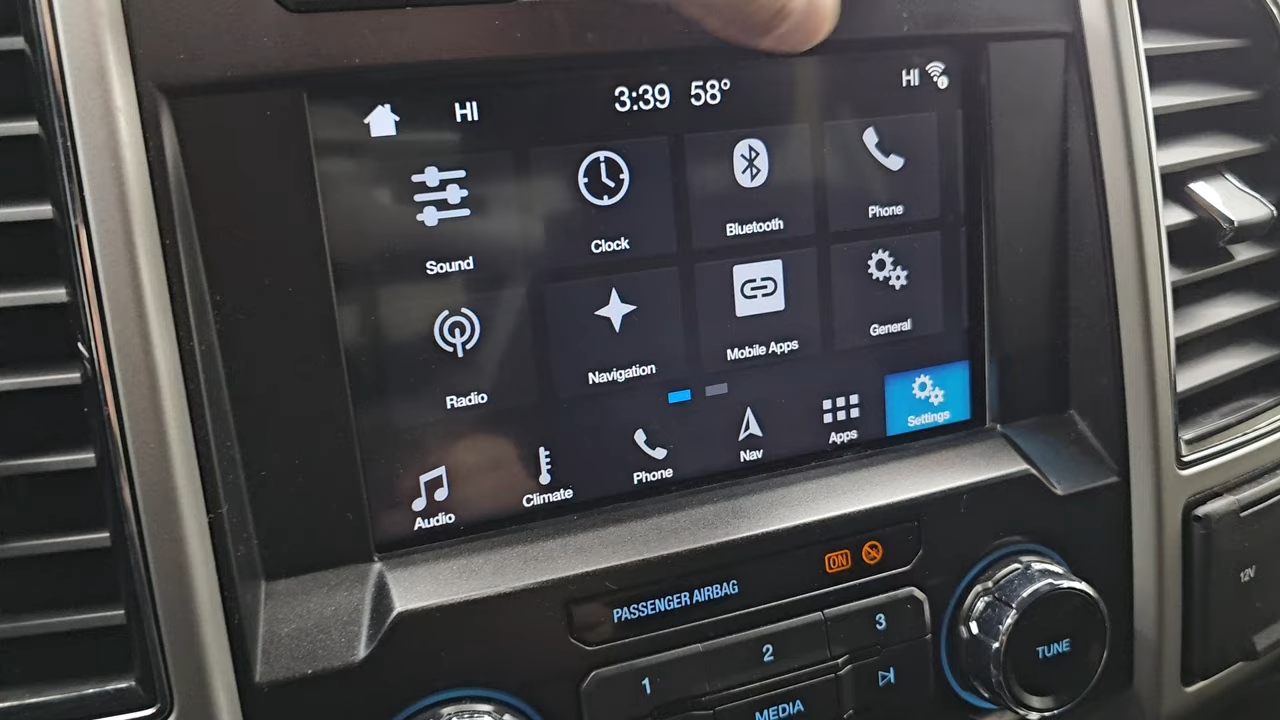 HI
3:39 58°
HI
Sound
Clock
Bluetooth
Phone
Radio
Navigation
Mobile Apps
General
Audio
Climate
Phone
Nav
Apps
Settings
PASSENGER AIRBAG
ON
1
2
3
MEDIA
TUNE
12V